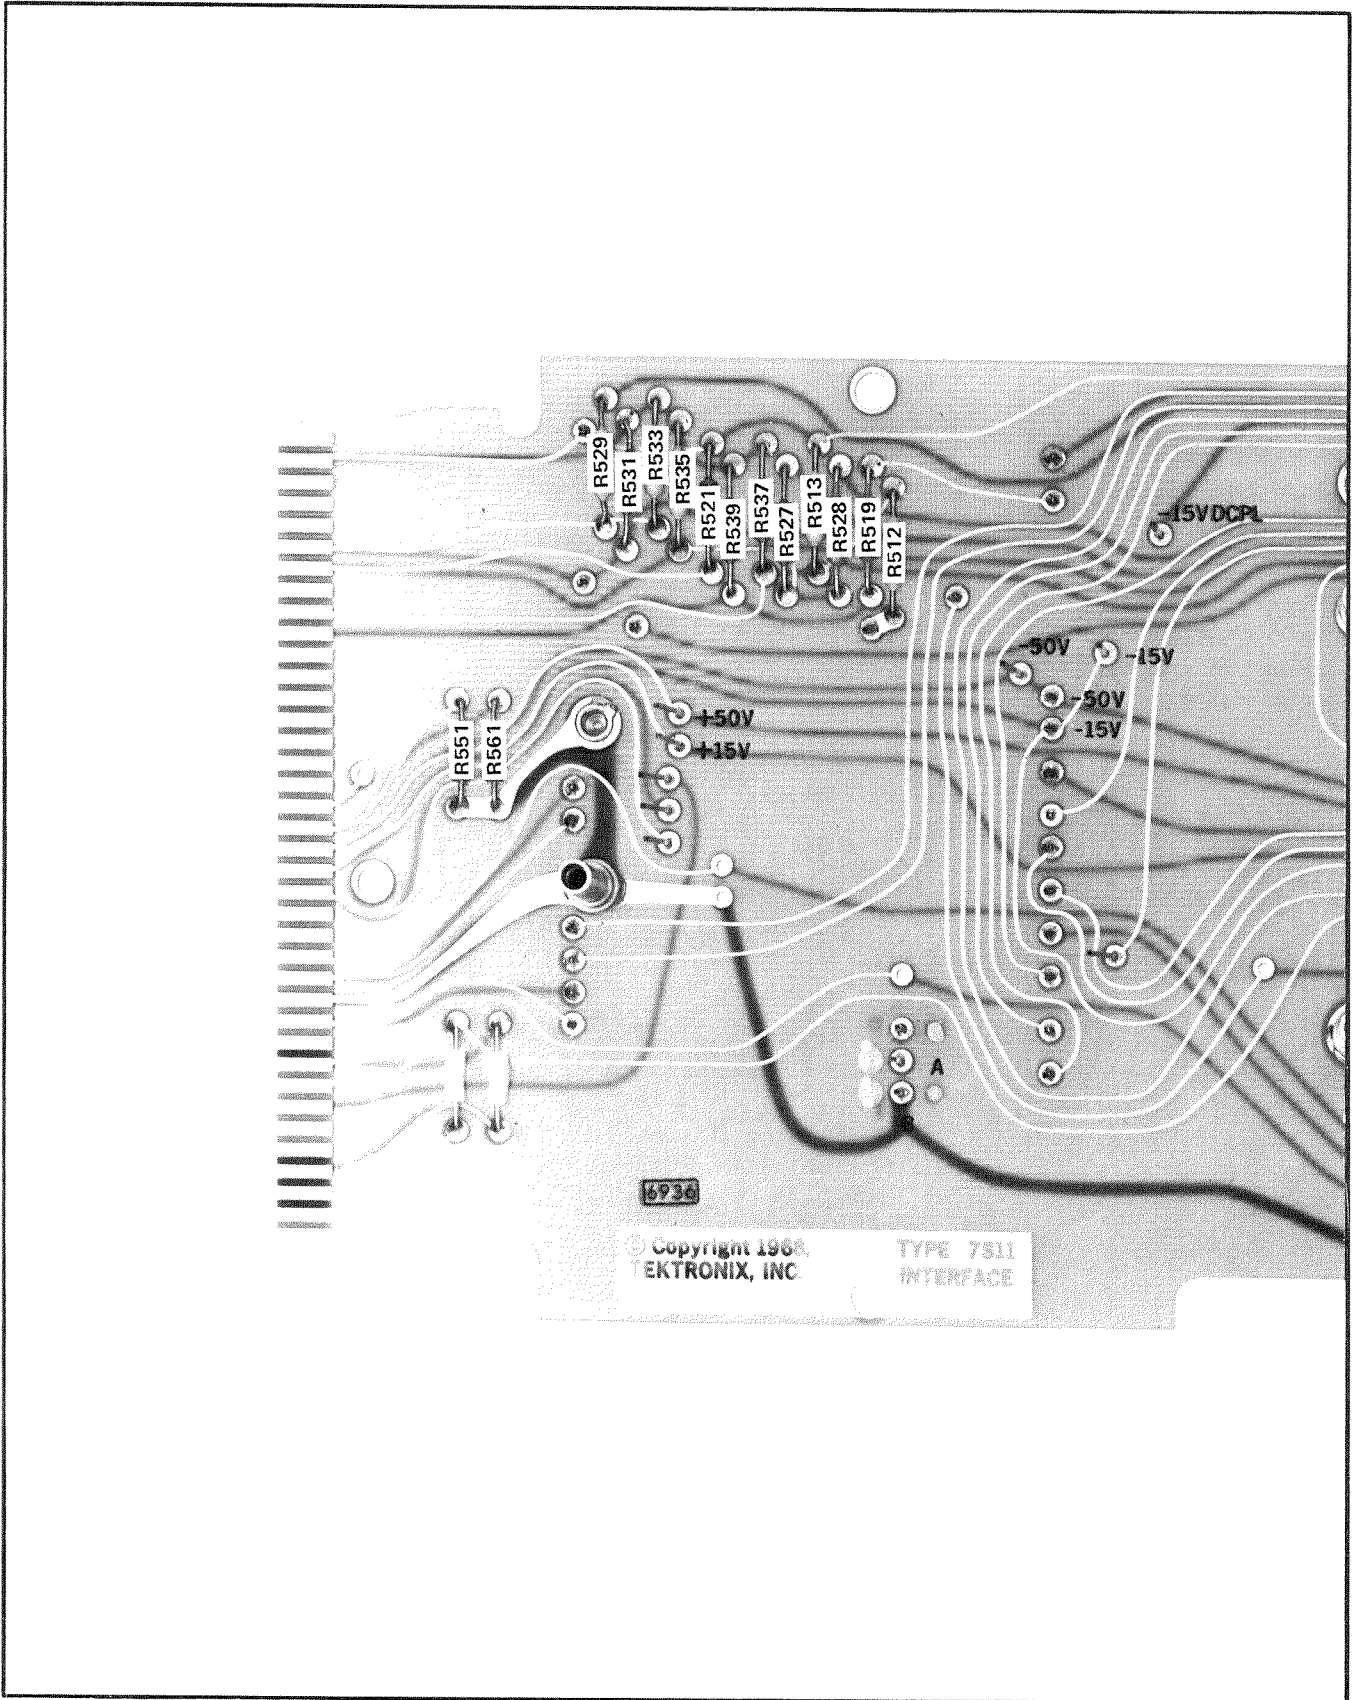 R529
R531
R533
R535
R521
R539
R537
R527
R513
R528
R519
R512
-15V DCPL
-50V
-15V
-50V
-15V
+50V
+15V
R551
R561
A
B
6936
© Copyright 1968,
TEKTRONIX, INC.
TYPE 7S11
INTERFACE